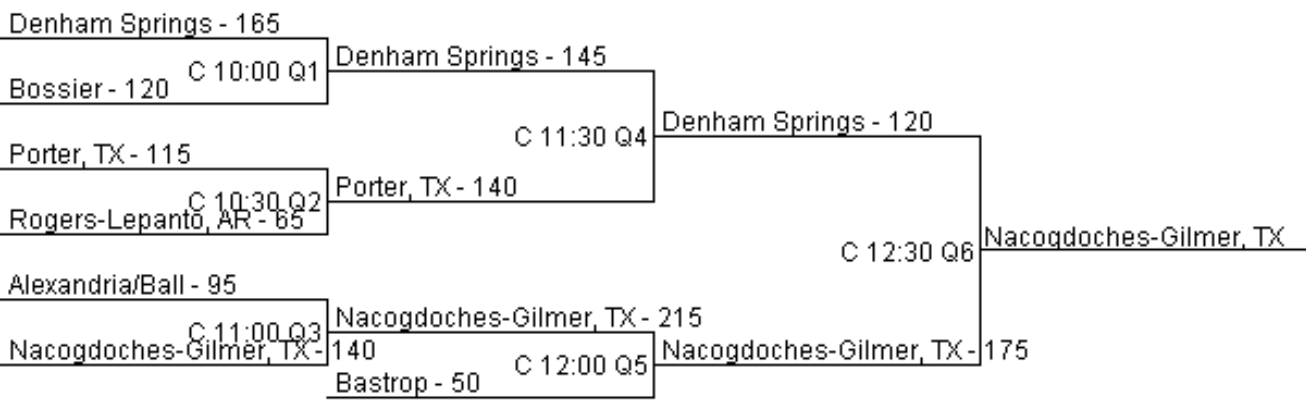 Denham Springs - 165
C 10:00 Q1
Bossier - 120
Denham Springs - 145
Porter, TX - 115
C 10:30 Q2
Rogers-Lepanto, AR - 65
C 11:30 Q4
Porter, TX - 140
Denham Springs - 120
Alexandria/Ball - 95
C 11:00 Q3
Nacogdoches-Gilmer, TX - 140
Nacogdoches-Gilmer, TX - 215
C 12:00 Q5
Bastrop - 50
C 12:30 Q6
Nacogdoches-Gilmer, TX - 175
Nacogdoches-Gilmer, TX